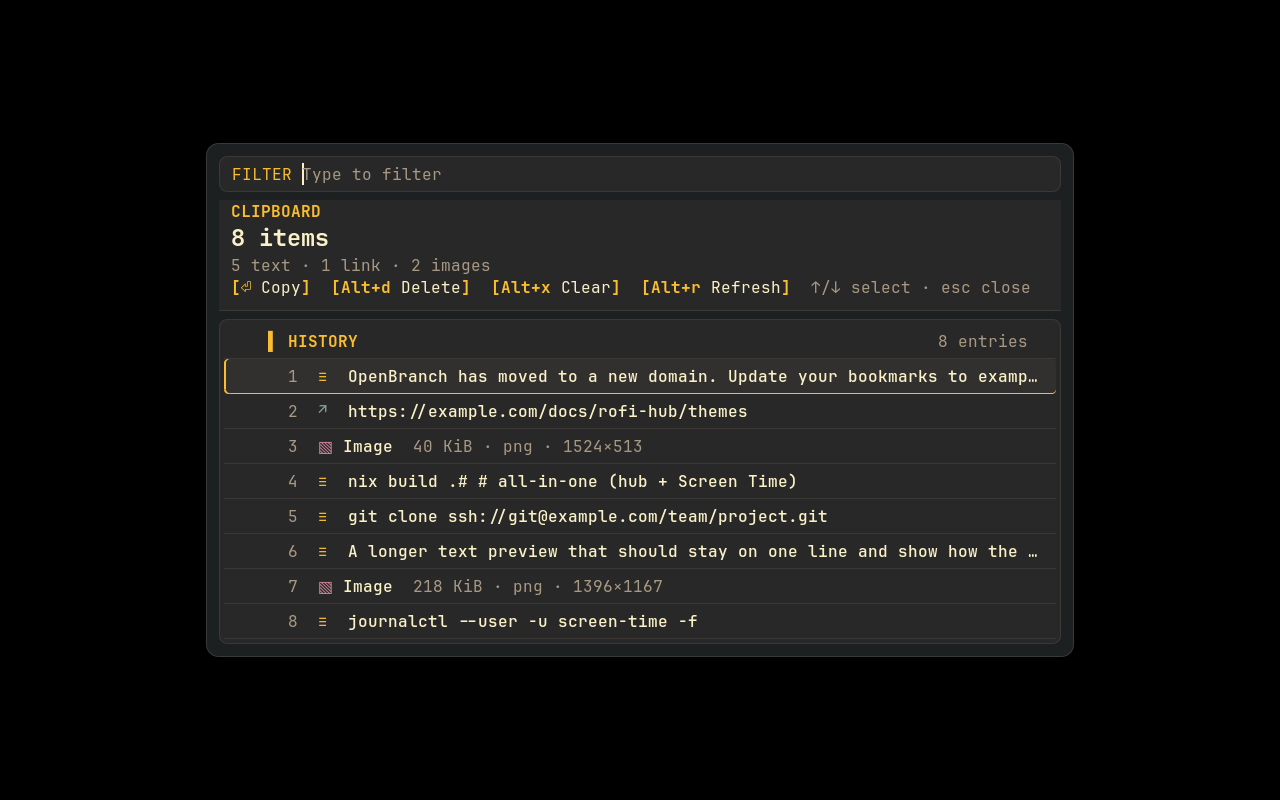 FILTER Type to filter
CLIPBOARD
8 items
5 text · 1 link · 2 images
[⏎ Copy] [Alt+d Delete] [Alt+x Clear] [Alt+r Refresh] ↑/↓ select · esc close
HISTORY 8 entries
1 ≡ OpenBranch has moved to a new domain. Update your bookmarks to examp…
2 ↗ https://example.com/docs/rofi-hub/themes
3 ▧ Image 40 KiB · png · 1524×513
4 ≡ nix build .# # all-in-one (hub + Screen Time)
5 ≡ git clone ssh://git@example.com/team/project.git
6 ≡ A longer text preview that should stay on one line and show how the …
7 ▧ Image 218 KiB · png · 1396×1167
8 ≡ journalctl --user -u screen-time -f